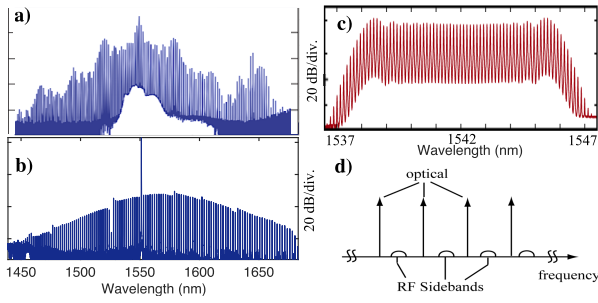 a)
b)
1450
1500
1550
1600
1650
Wavelength (nm)
20 dB/div.
c)
20 dB/div.
1537
1542
1547
Wavelength (nm)
d)
optical
RF Sidebands
frequency